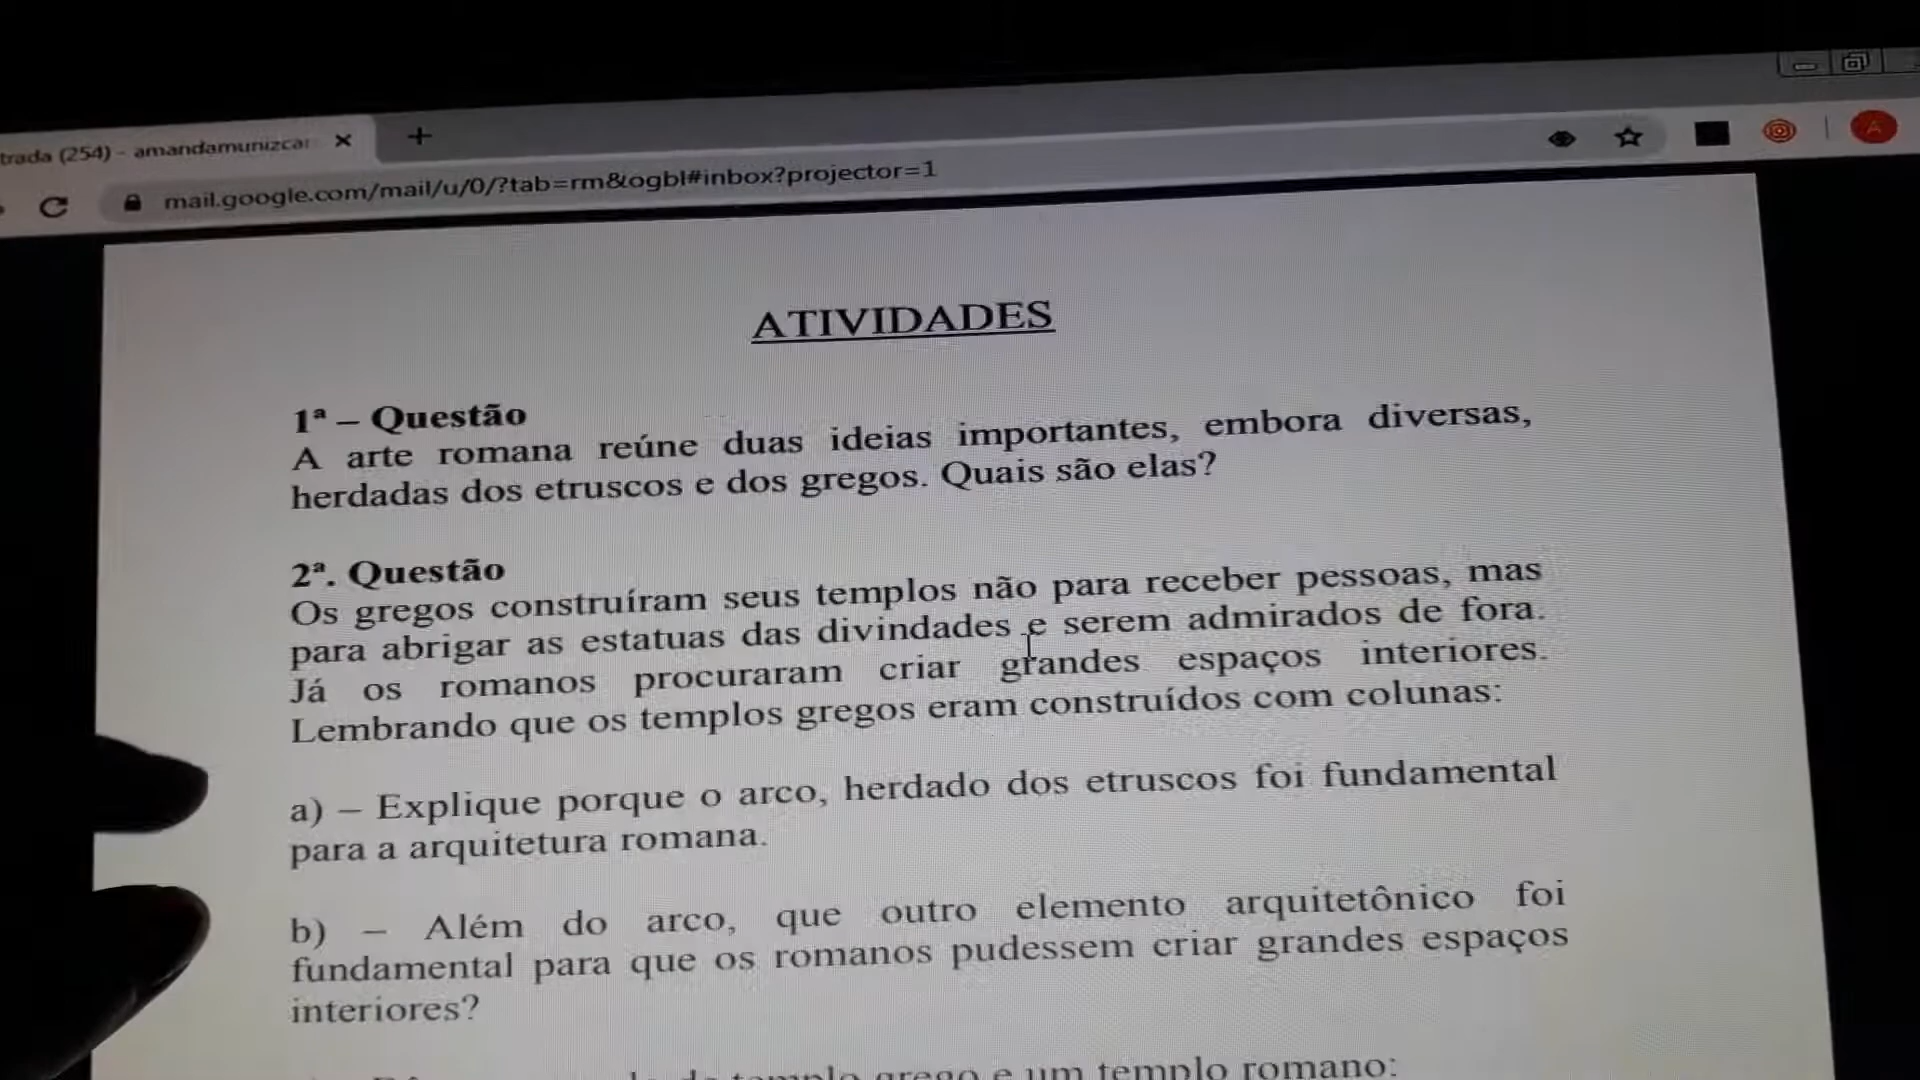 trada (254) - amandamunizcar
mail.google.com/mail/u/0/?tab=rm&ogbl#inbox?projector=1
A
ATIVIDADES
1ª – Questão
A arte romana reúne duas ideias importantes, embora diversas,
herdadas dos etruscos e dos gregos. Quais são elas?
2ª. Questão
Os gregos construíram seus templos não para receber pessoas, mas
para abrigar as estatuas das divindades e serem admirados de fora.
Já os romanos procuraram criar grandes espaços interiores.
Lembrando que os templos gregos eram construídos com colunas:
a) – Explique porque o arco, herdado dos etruscos foi fundamental
para a arquitetura romana.
b) – Além do arco, que outro elemento arquitetônico foi
fundamental para que os romanos pudessem criar grandes espaços
interiores?
templo grego e um templo romano: